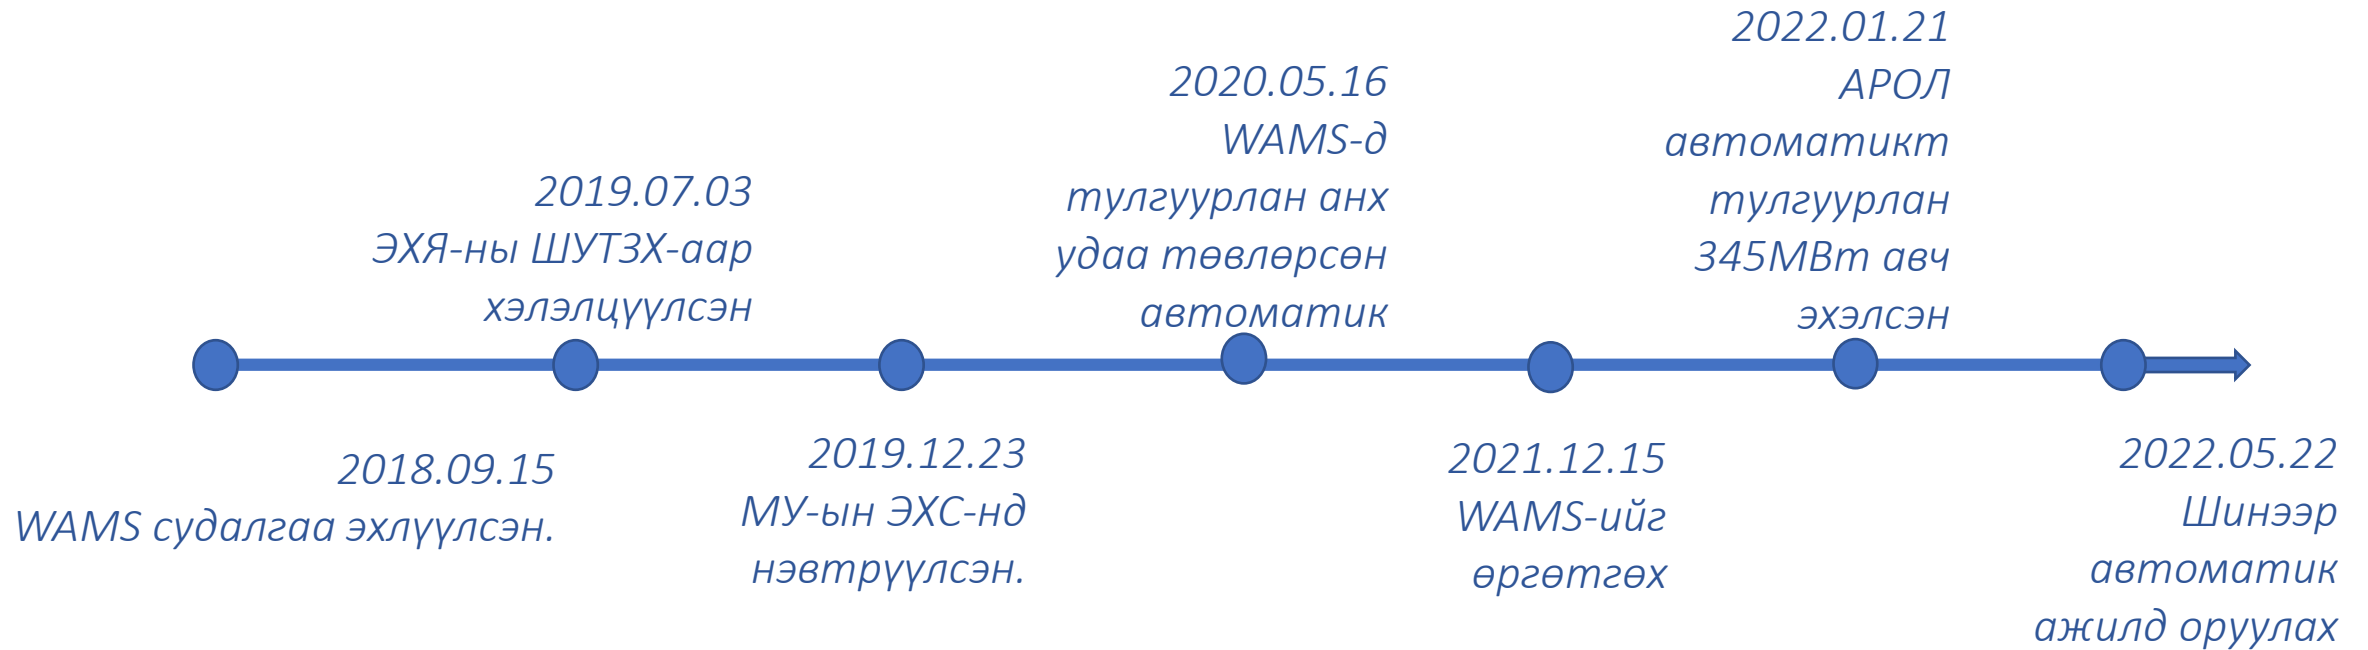 2018.09.15
WAMS судалгаа эхлүүлсэн.
2019.07.03
ЭХЯ-ны ШУТЗХ-аар
хэлэлцүүлсэн
2019.12.23
МУ-ын ЭХС-нд
нэвтрүүлсэн.
2020.05.16
WAMS-д
тулгуурлан анх
удаа төвлөрсөн
автоматик
2021.12.15
WAMS-ийг
өргөтгөх
2022.01.21
АРОЛ
автоматикт
тулгуурлан
345МВт авч
эхэлсэн
2022.05.22
Шинээр
автоматик
ажилд оруулах